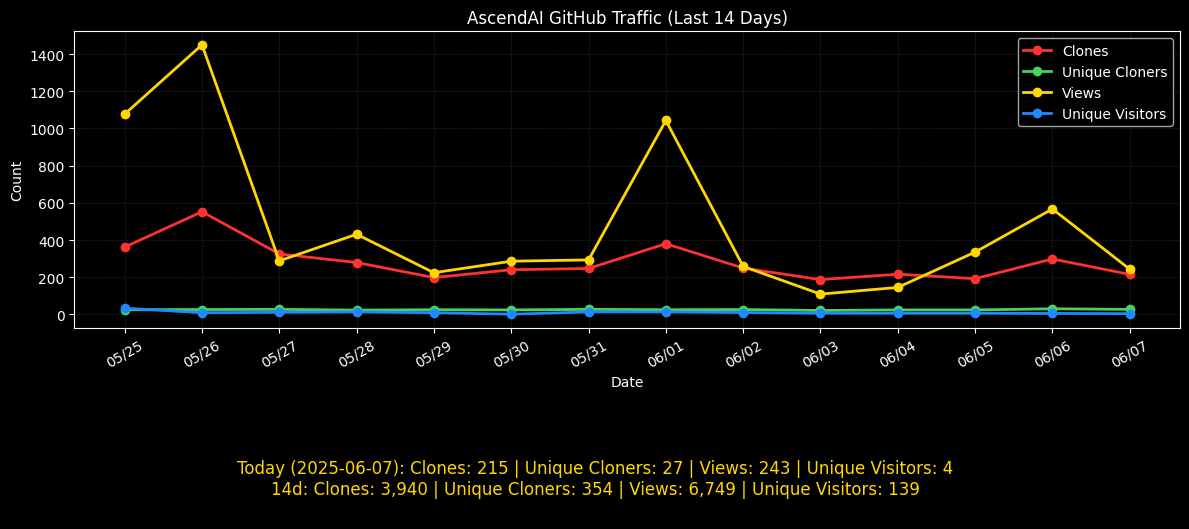 AscendAI GitHub Traffic (Last 14 Days)
Clones
Unique Cloners
Views
Unique Visitors
Count
1400
1200
1000
800
600
400
200
0
05/25 05/26 05/27 05/28 05/29 05/30 05/31 06/01 06/02 06/03 06/04 06/05 06/06 06/07
Date
Today (2025-06-07): Clones: 215 | Unique Cloners: 27 | Views: 243 | Unique Visitors: 4
14d: Clones: 3,940 | Unique Cloners: 354 | Views: 6,749 | Unique Visitors: 139